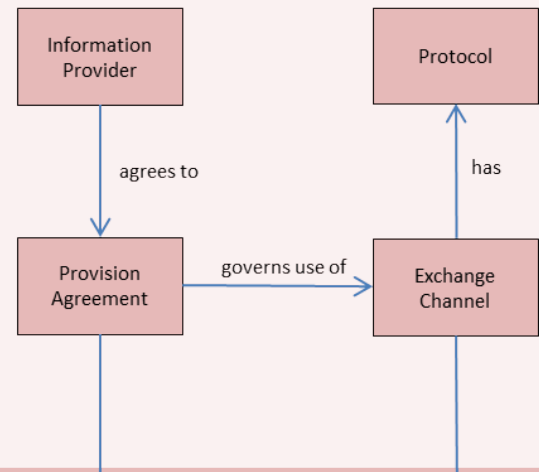 Information
Provider
Protocol
agrees to
has
Provision
Agreement
governs use of
Exchange
Channel